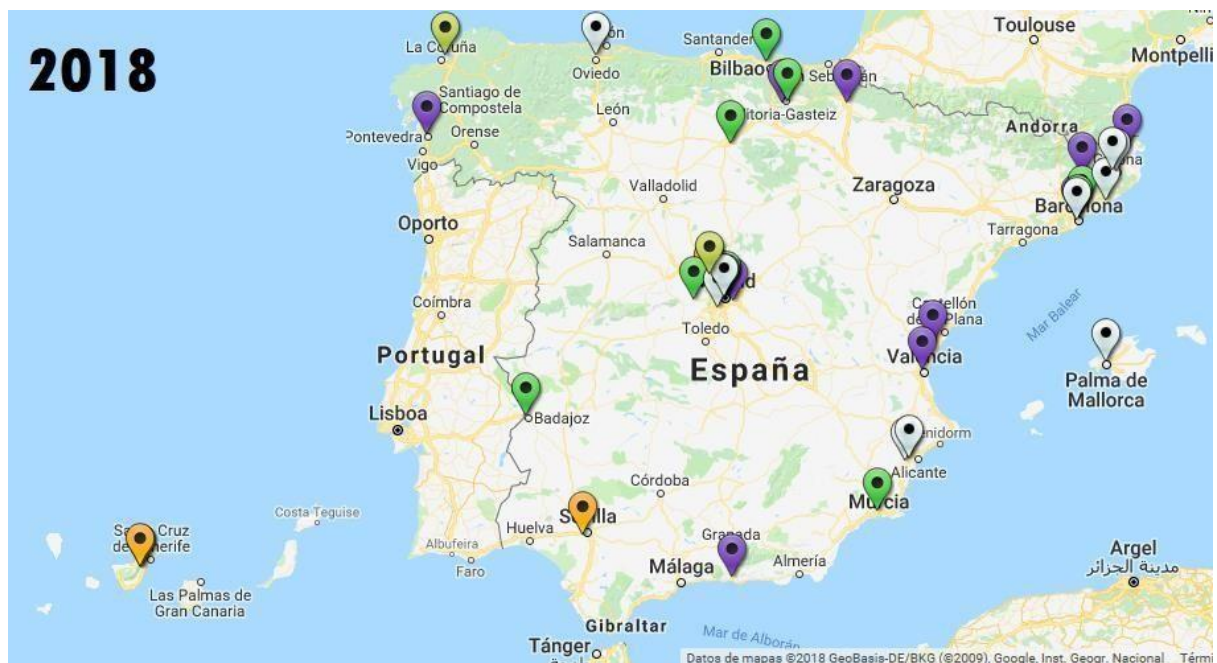 2018
La Coruña
Oviedo
Santander
Bilbao
Toulouse
Montpelli
Santiago de
Compostela
León
Vitoria-Gasteiz
Andorra
Pontevedra
Orense
Vigo
Valladolid
Zaragoza
Barcelona
Tarragona
Oporto
Salamanca
Coímbra
Toledo
Mar Balear
Portugal
España
Valencia
Palma de
Mallorca
Lisboa
Badajoz
Alicante
Córdoba
Murcia
Costa Teguise
Huelva
Sevilla
Granada
Albufeira
Faro
Málaga
Almería
Argel
مدينة الجزائر
Las Palmas de
Gran Canaria
Gibraltar
Tánger
Mar de Alborán
Datos de mapas ©2018 GeoBasis-DE/BKG (©2009), Google, Inst. Geogr. Nacional
Térmi